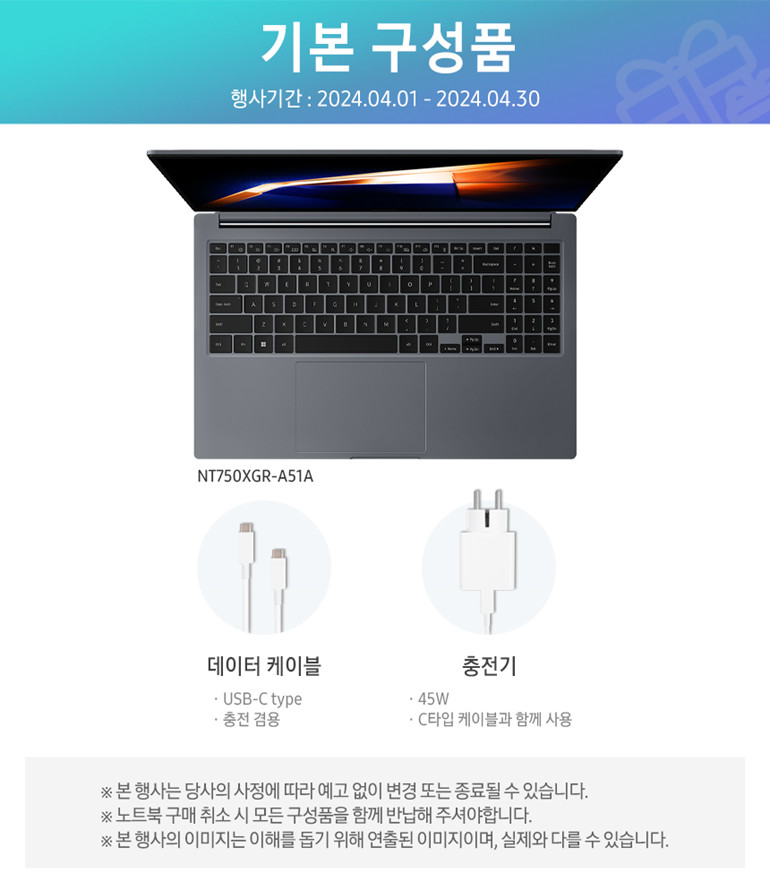 기본 구성품
행사기간 : 2024.04.01 - 2024.04.30
NT750XGR-A51A
데이터 케이블
· USB-C type
· 충전 겸용
충전기
· 45W
· C타입 케이블과 함께 사용
※ 본 행사는 당사의 사정에 따라 예고 없이 변경 또는 종료될 수 있습니다.
※ 노트북 구매 취소 시 모든 구성품을 함께 반납해 주셔야합니다.
※ 본 행사의 이미지는 이해를 돕기 위해 연출된 이미지이며, 실제와 다를 수 있습니다.